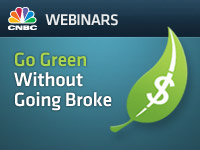 CNBC WEBINARS
Go Green
Without
Going Broke
$